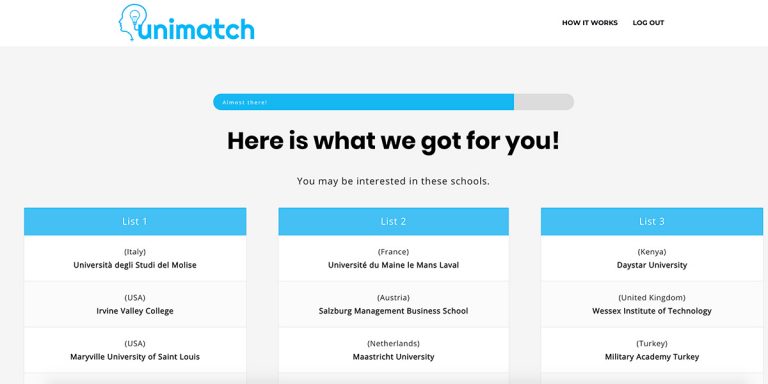 unimatch
HOW IT WORKS LOG OUT
Almost there!
Here is what we got for you!
You may be interested in these schools.
List 1
(Italy)
Università degli Studi del Molise
(USA)
Irvine Valley College
(USA)
Maryville University of Saint Louis
List 2
(France)
Université du Maine le Mans Laval
(Austria)
Salzburg Management Business School
(Netherlands)
Maastricht University
List 3
(Kenya)
Daystar University
(United Kingdom)
Wessex Institute of Technology
(Turkey)
Military Academy Turkey